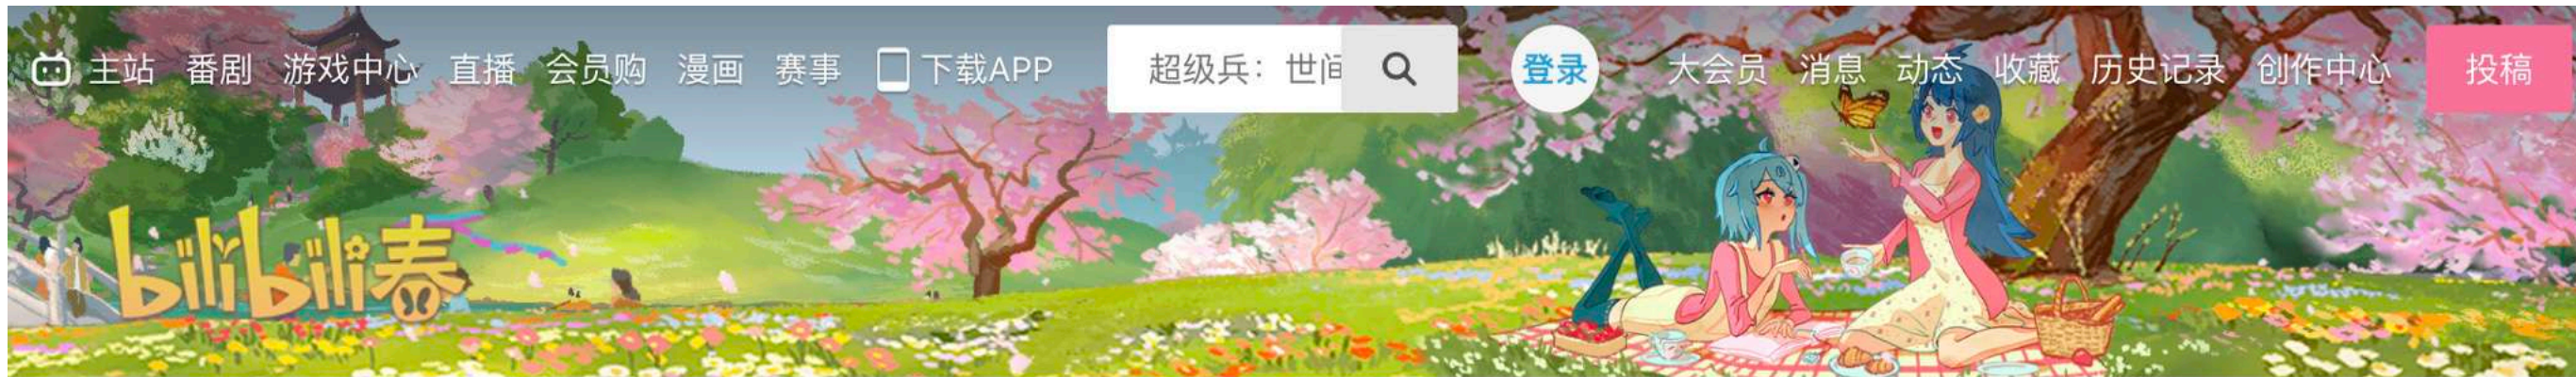 主站 番剧 游戏中心 直播 会员购 漫画 赛事 下载APP 超级兵：世间 登录 大会员 消息 动态 收藏 历史记录 创作中心 投稿
bilibili春